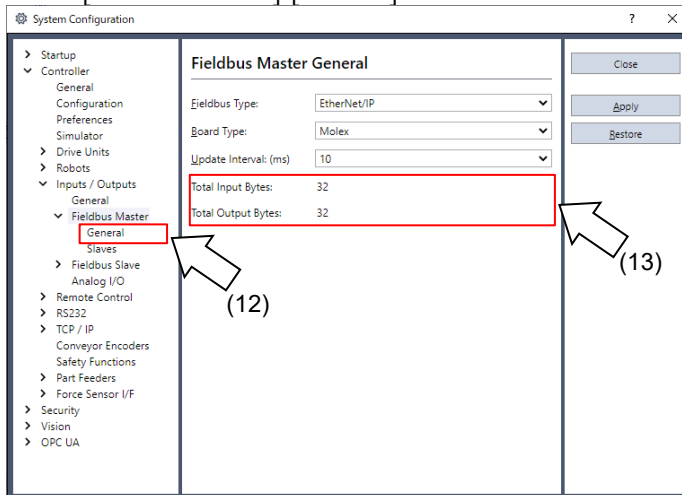 System Configuration
?
Startup
Controller
General
Configuration
Preferences
Simulator
Drive Units
Robots
Inputs / Outputs
General
Fieldbus Master
General
Slaves
Fieldbus Slave
Analog I/O
Remote Control
RS232
TCP / IP
Conveyor Encoders
Safety Functions
Part Feeders
Force Sensor I/F
Security
Vision
OPC UA
(12)
Fieldbus Master General
Fieldbus Type: EtherNet/IP
Board Type: Molex
Update Interval: (ms) 10
Total Input Bytes: 32
Total Output Bytes: 32
(13)
Close
Apply
Restore